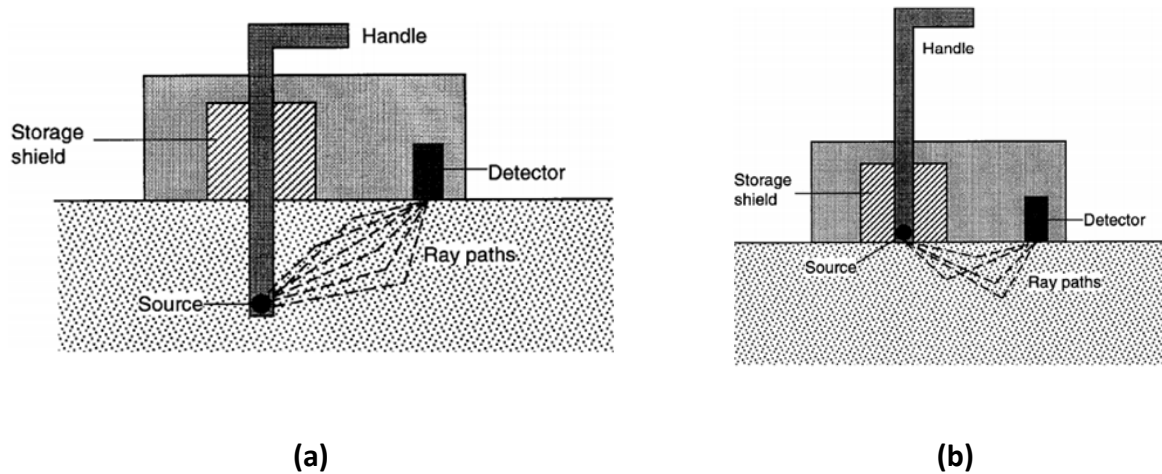 Handle
Storage
shield
Detector
Ray paths
Source
(a)
Handle
Storage
shield
Detector
Source
Ray paths
(b)